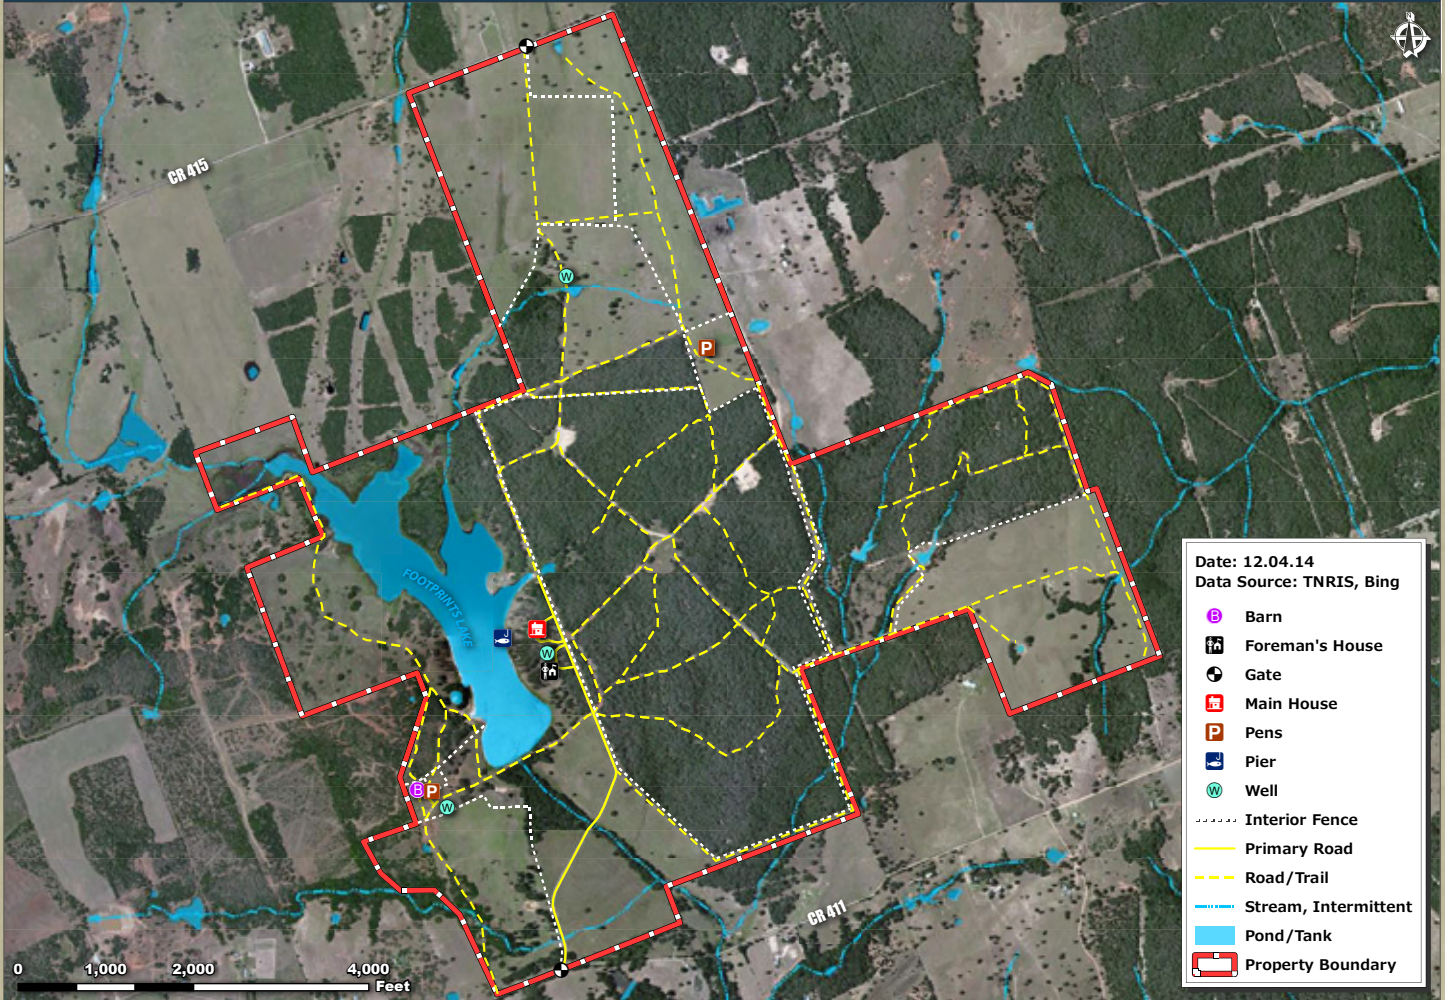 CR 415
W
P
FOOTPRINTS LAKE
W
B P
W
CR 411
0 1,000 2,000 4,000
Feet
Date: 12.04.14
Data Source: TNRIS, Bing
B Barn
Foreman's House
Gate
Main House
P Pens
Pier
W Well
Interior Fence
Primary Road
Road/Trail
Stream, Intermittent
Pond/Tank
Property Boundary